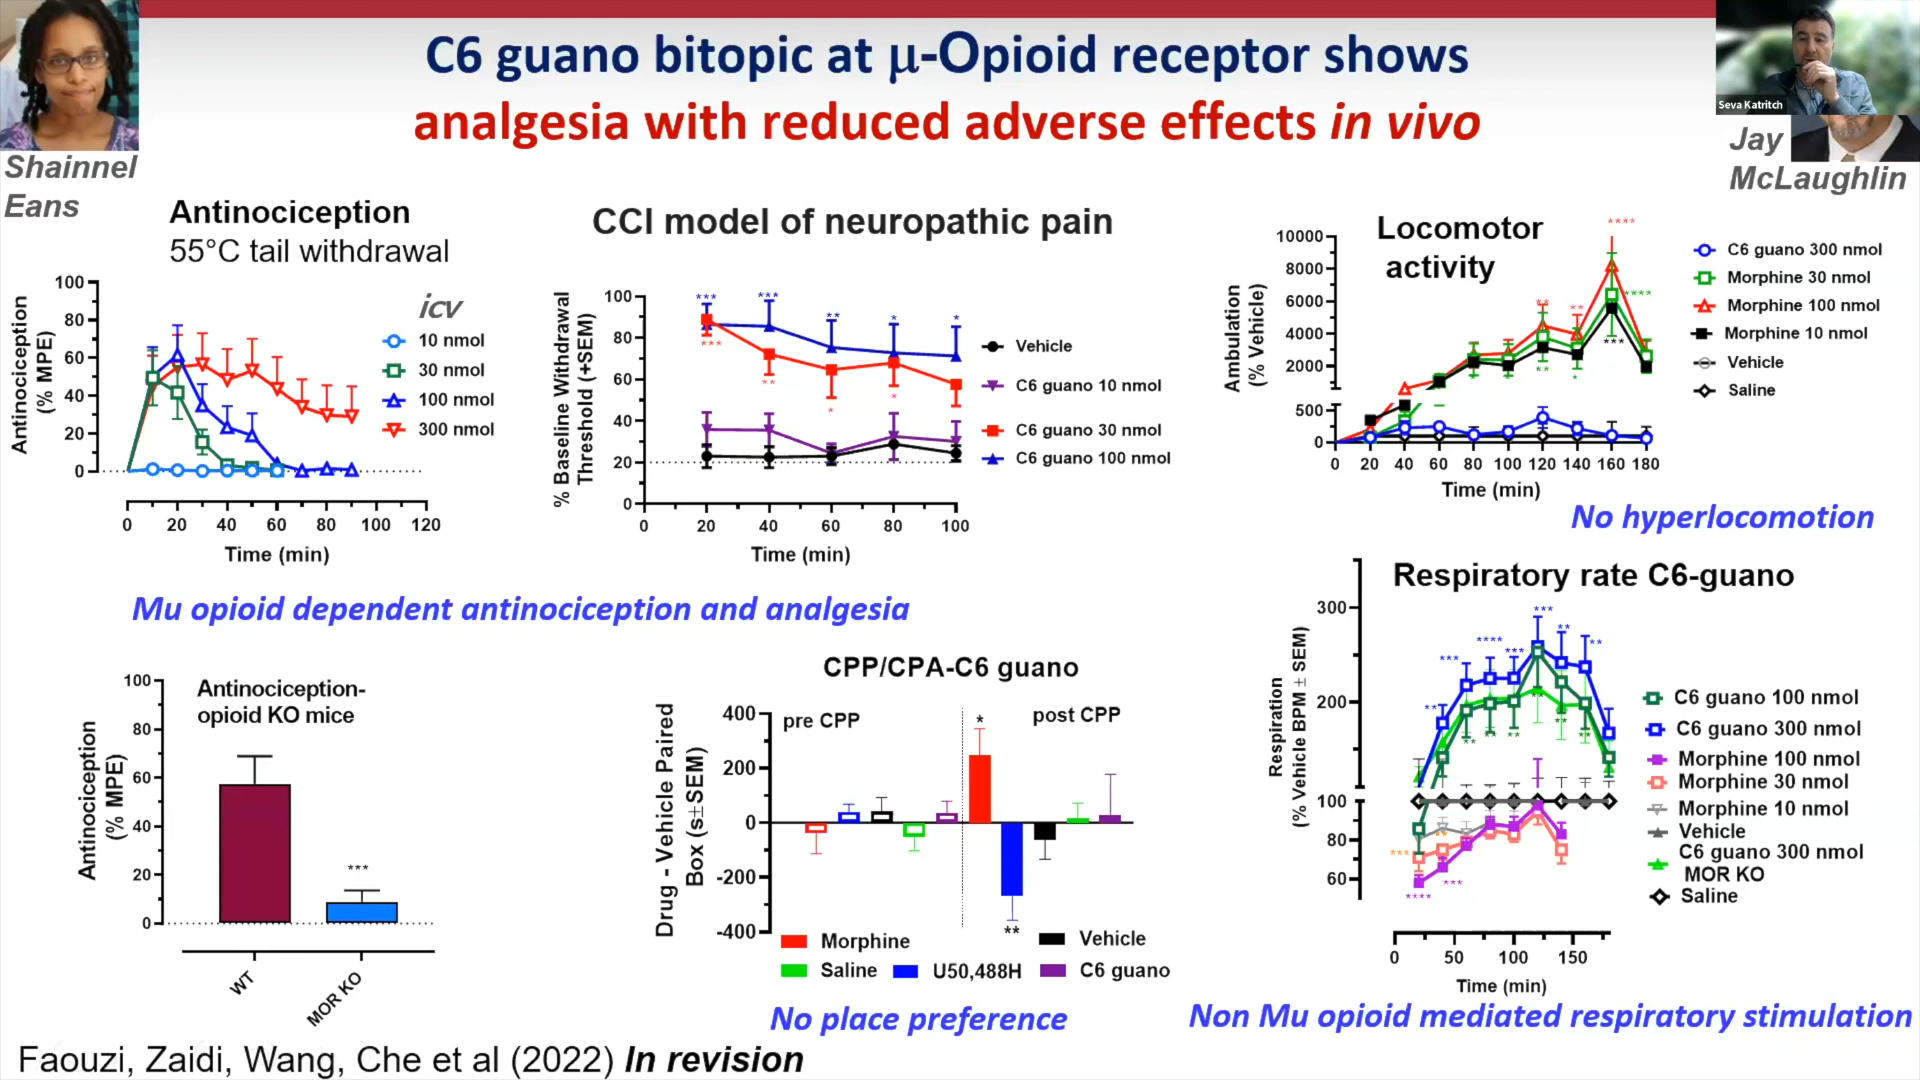 C6 guano bitopic at μ-Opioid receptor shows
analgesia with reduced adverse effects in vivo
Shainnel
Eans
Seva Katritch
Jay
McLaughlin
Antinociception
55°C tail withdrawal
icv
Antinociception
(% MPE)
100
80
60
40
20
0
0 20 40 60 80 100 120
Time (min)
10 nmol
30 nmol
100 nmol
300 nmol
CCI model of neuropathic pain
% Baseline Withdrawal
Threshold (+SEM)
100
80
60
40
20
0
*** *** ** * *
*** ** * *
0 20 40 60 80 100
Time (min)
Vehicle
C6 guano 10 nmol
C6 guano 30 nmol
C6 guano 100 nmol
Mu opioid dependent antinociception and analgesia
Locomotor
activity
Ambulation
(% Vehicle)
10000
8000
6000
4000
2000
500
0
**** **** *** ** ** ** *
0 20 40 60 80 100 120 140 160 180
Time (min)
C6 guano 300 nmol
Morphine 30 nmol
Morphine 100 nmol
Morphine 10 nmol
Vehicle
Saline
No hyperlocomotion
Antinociception-
opioid KO mice
Antinociception
(% MPE)
100
80
60
40
20
0
***
WT
MOR KO
CPP/CPA-C6 guano
pre CPP
post CPP
Drug - Vehicle Paired
Box (s±SEM)
400
200
0
-200
-400
*
**
Morphine
Vehicle
Saline
U50,488H
C6 guano
No place preference
Respiratory rate C6-guano
Respiration
(% Vehicle BPM ± SEM)
300
200
100
80
60
** *** **** *** *** ** **
** ** ** ** ** **
***
**
****
***
0 50 100 150
Time (min)
C6 guano 100 nmol
C6 guano 300 nmol
Morphine 100 nmol
Morphine 30 nmol
Morphine 10 nmol
Vehicle
C6 guano 300 nmol
MOR KO
Saline
Non Mu opioid mediated respiratory stimulation
Faouzi, Zaidi, Wang, Che et al (2022) In revision